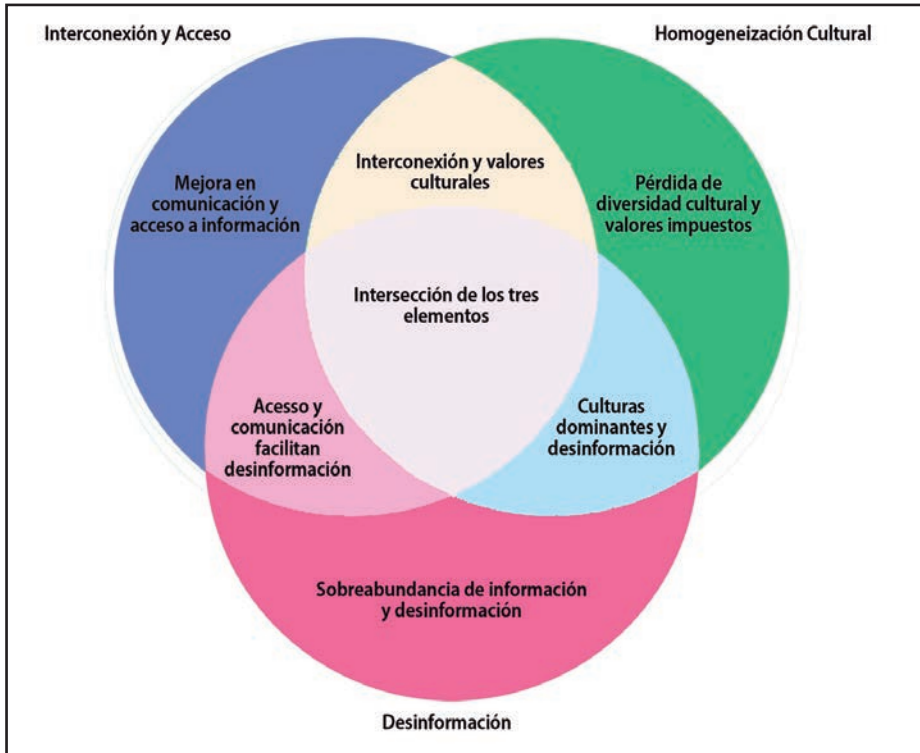 Interconexión y Acceso
Homogeneización Cultural
Interconexión y valores
culturales
Mejora en
comunicación y
acceso a información
Pérdida de
diversidad cultural y
valores impuestos
Intersección de los tres
elementos
Acesso y
comunicación
facilitan
desinformación
Culturas
dominantes y
desinformación
Sobreabundancia de información
y desinformación
Desinformación